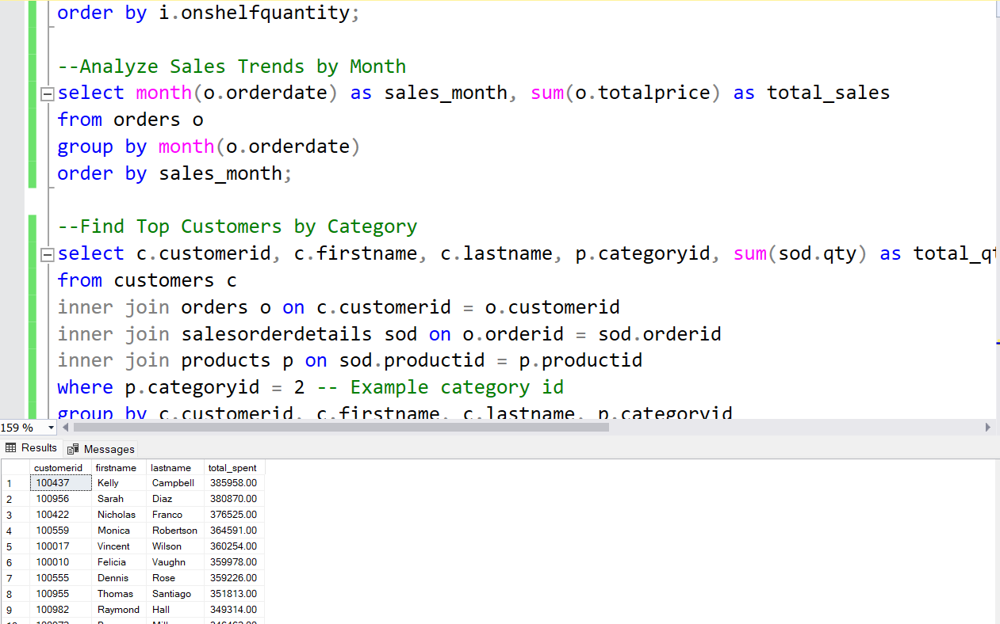 order by i.onshelfquantity;
--Analyze Sales Trends by Month
select month(o.orderdate) as sales_month, sum(o.totalprice) as total_sales
from orders o
group by month(o.orderdate)
order by sales_month;
--Find Top Customers by Category
select c.customerid, c.firstname, c.lastname, p.categoryid, sum(sod.qty) as
from customers c
inner join orders o on c.customerid = o.customerid
inner join salesorderdetails sod on o.orderid = sod.orderid
inner join products p on sod.productid = p.productid
where p.categoryid = 2 -- Example category id
group by c.customerid, c.firstname, c.lastname, p.categoryid
159 %
Results Messages
customerid firstname lastname total_spent
1 100437 Kelly Campbell 385958.00
2 100956 Sarah Diaz 380870.00
3 100422 Nicholas Franco 376525.00
4 100559 Monica Robertson 364591.00
5 100017 Vincent Wilson 360254.00
6 100010 Felicia Vaughn 359978.00
7 100555 Dennis Rose 359226.00
8 100955 Thomas Santiago 351813.00
9 100982 Raymond Hall 349314.00